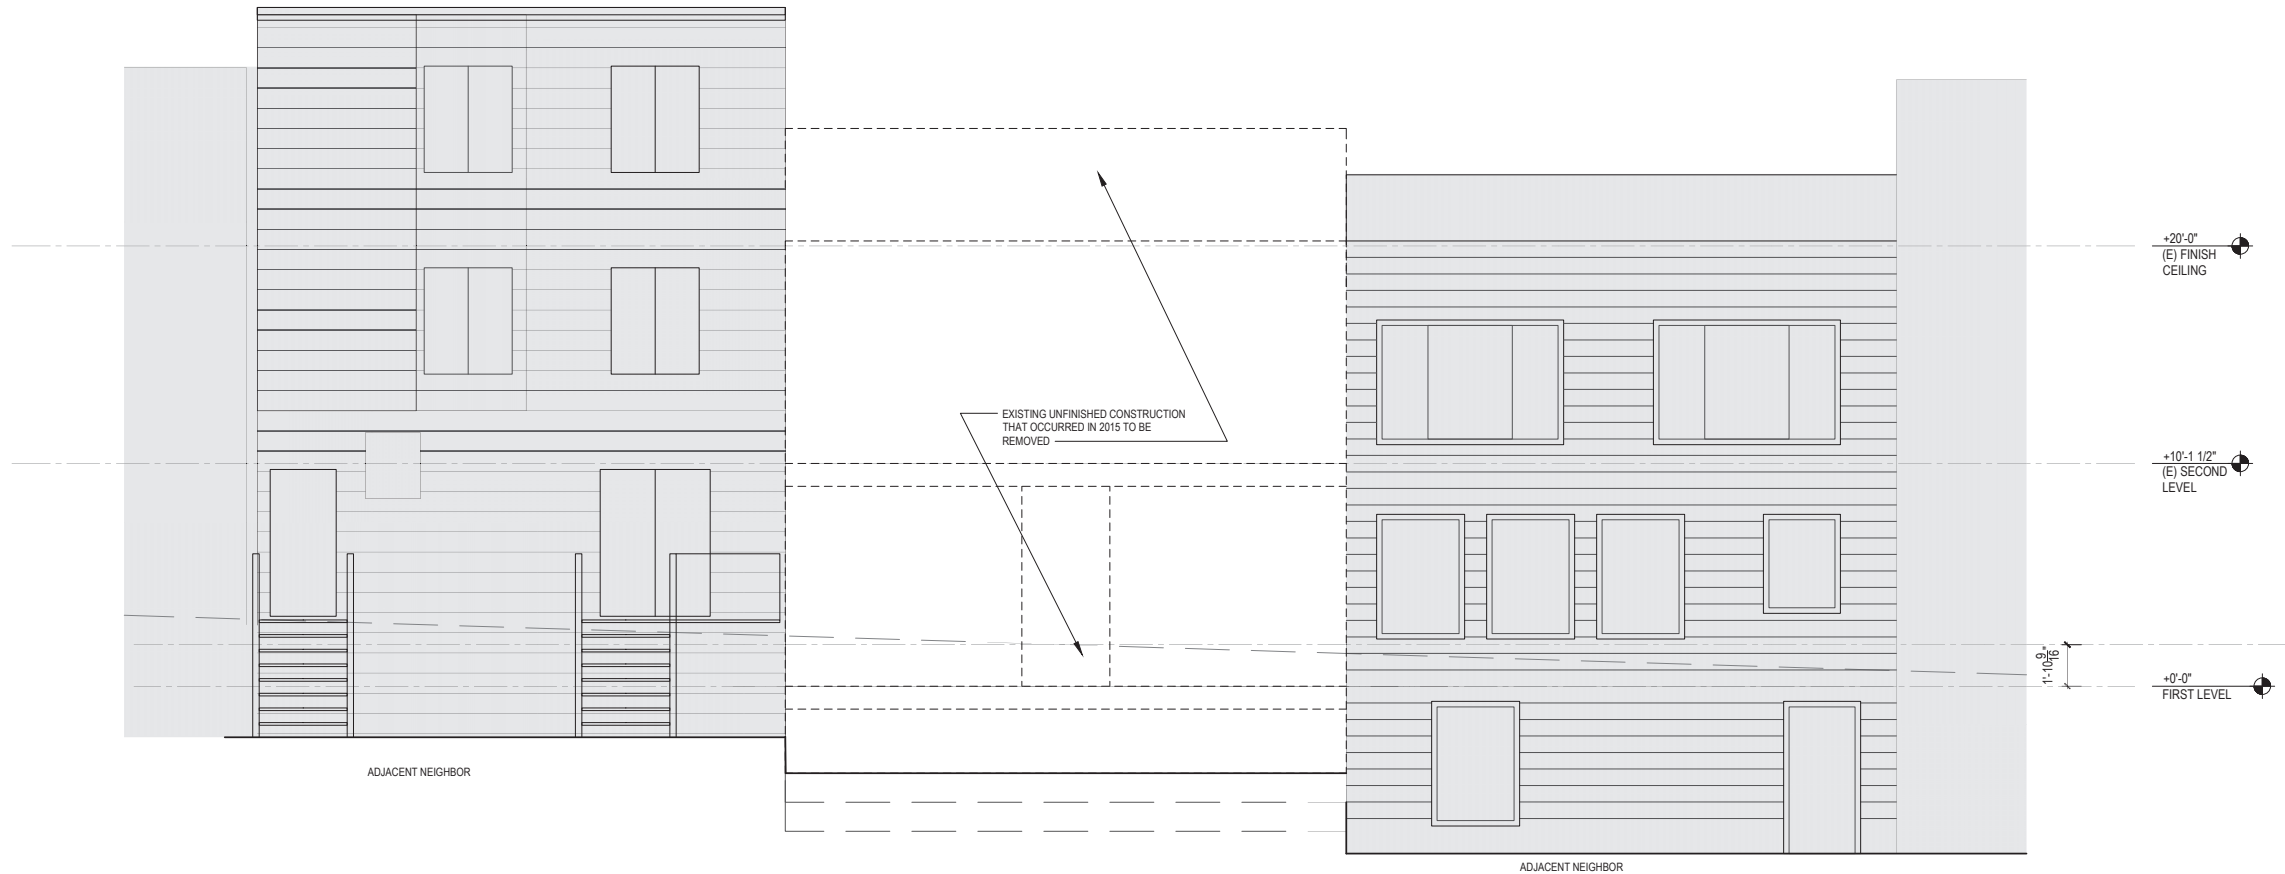 +20'-0"
(E) FINISH
CEILING
EXISTING UNFINISHED CONSTRUCTION
THAT OCCURRED IN 2015 TO BE
REMOVED
+10'-1 1/2"
(E) SECOND
LEVEL
1'-10 9/16"
+0'-0"
FIRST LEVEL
ADJACENT NEIGHBOR
ADJACENT NEIGHBOR